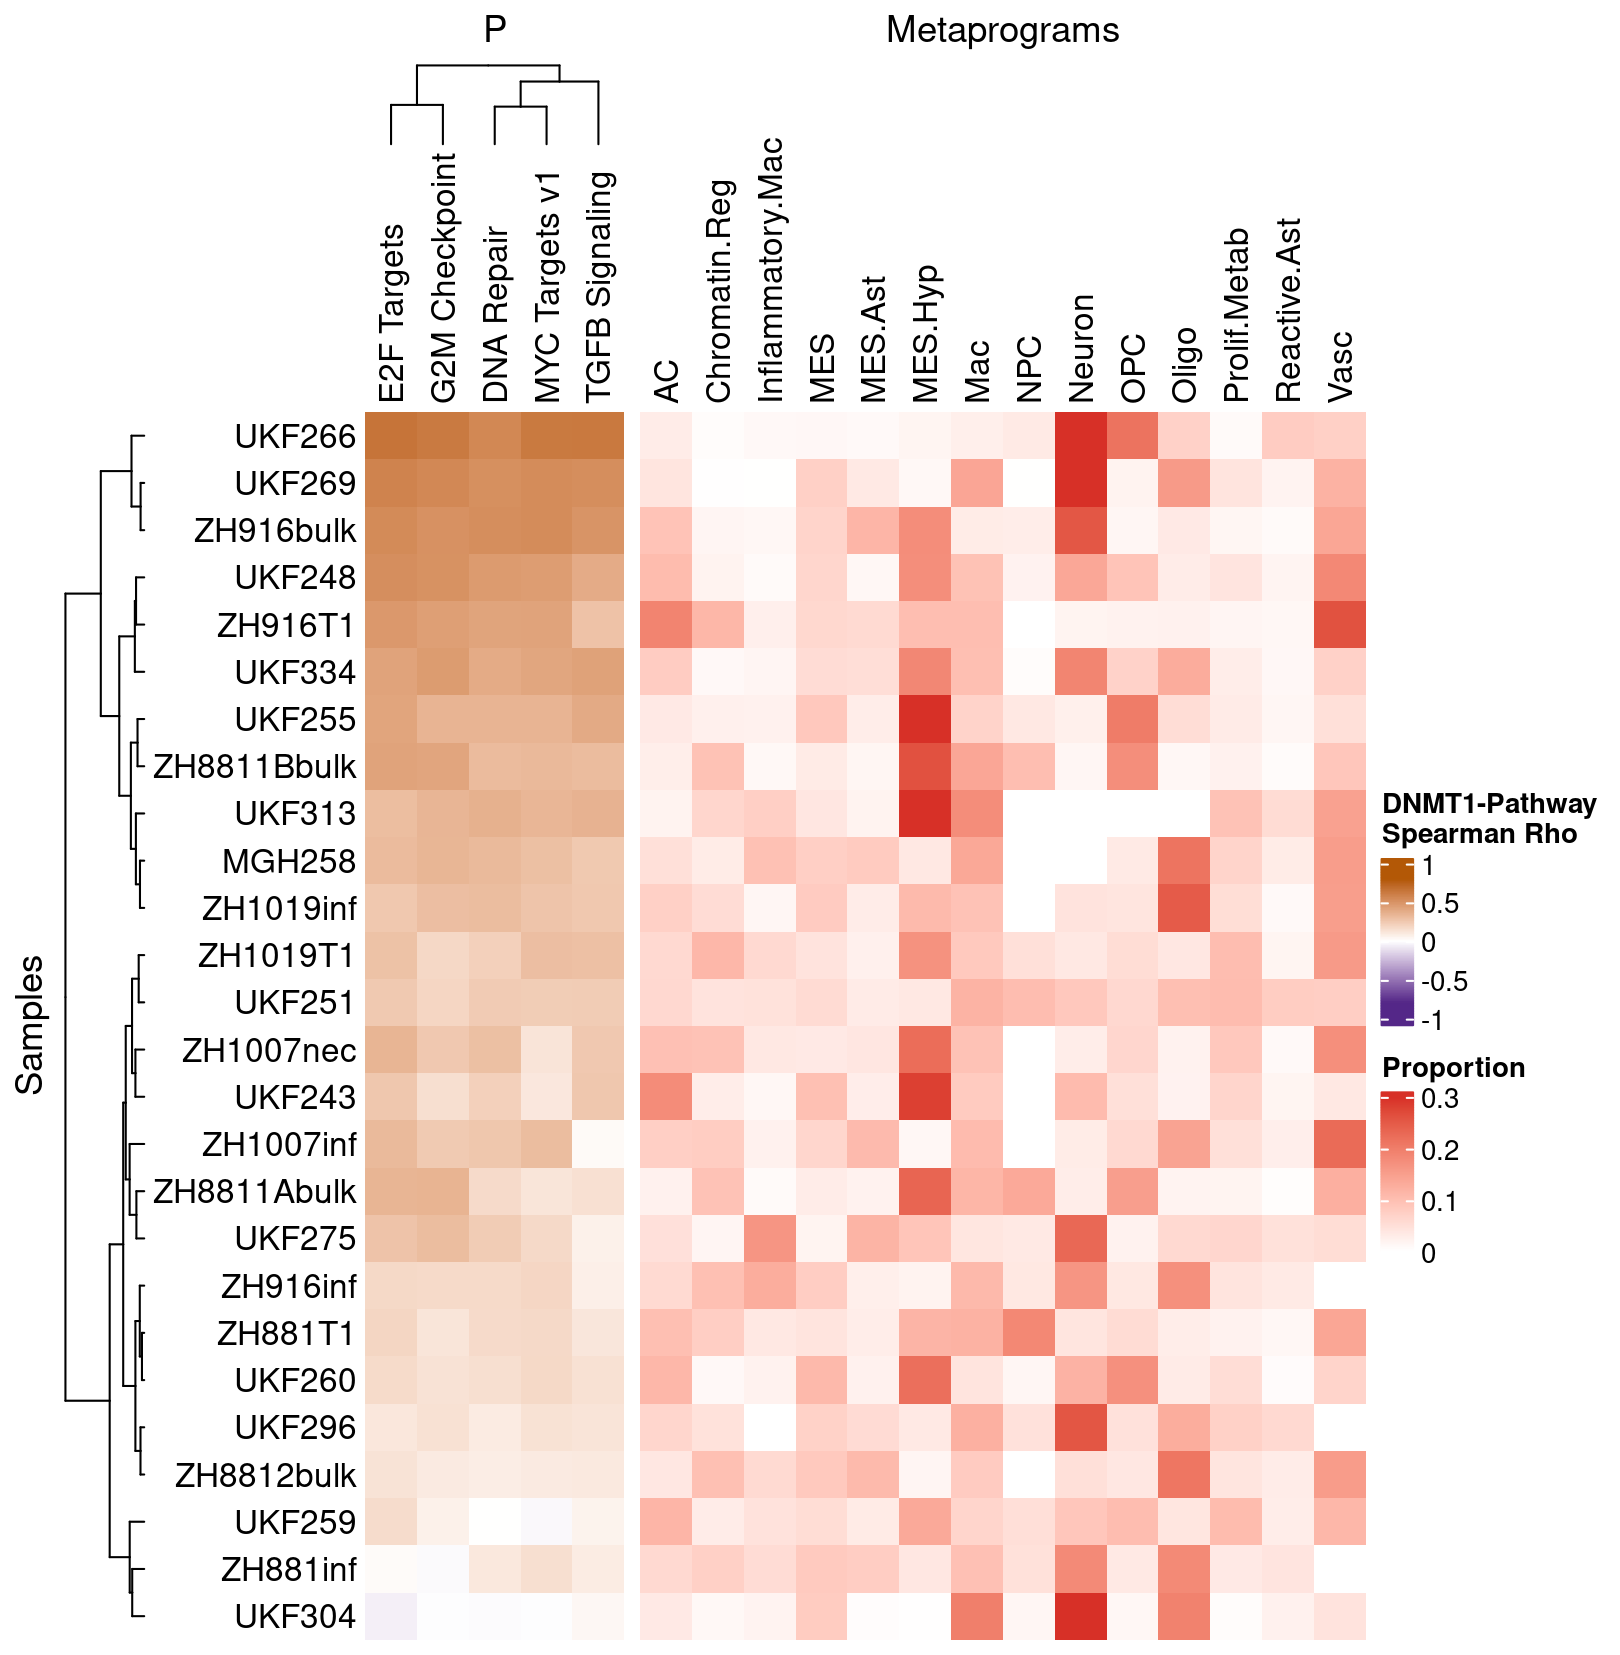 P
Metaprograms
E2F Targets
G2M Checkpoint
DNA Repair
MYC Targets v1
TGFB Signaling
AC
Chromatin.Reg
Inflammatory.Mac
MES
MES.Ast
MES.Hyp
Mac
NPC
Neuron
OPC
Oligo
Prolif.Metab
Reactive.Ast
Vasc
Samples
UKF266
UKF269
ZH916bulk
UKF248
ZH916T1
UKF334
UKF255
ZH8811Bbulk
UKF313
MGH258
ZH1019inf
ZH1019T1
UKF251
ZH1007nec
UKF243
ZH1007inf
ZH8811Abulk
UKF275
ZH916inf
ZH881T1
UKF260
UKF296
ZH8812bulk
UKF259
ZH881inf
UKF304
DNMT1-Pathway
Spearman Rho
1
0.5
0
-0.5
-1
Proportion
0.3
0.2
0.1
0